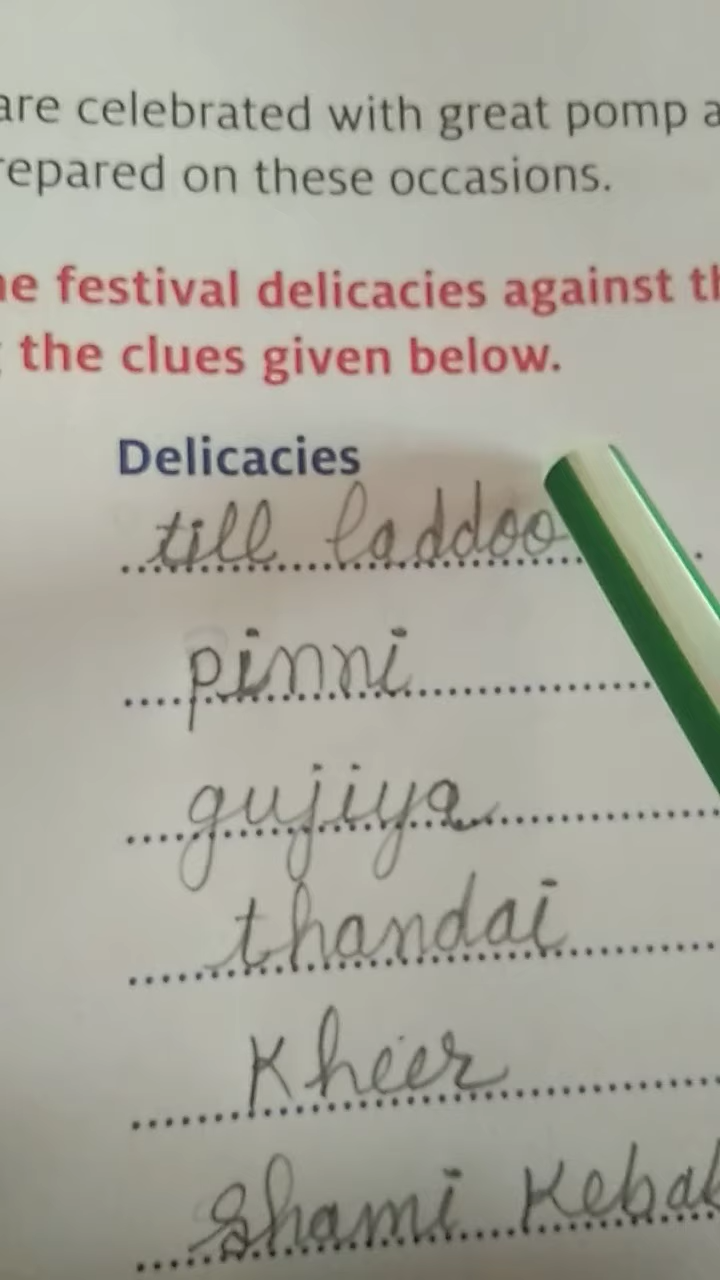 are celebrated with great pomp a
repared on these occasions.
he festival delicacies against th
the clues given below.
Delicacies
till laddoo
pinni
gujiya
thandai
Kheer
Shami Kebab